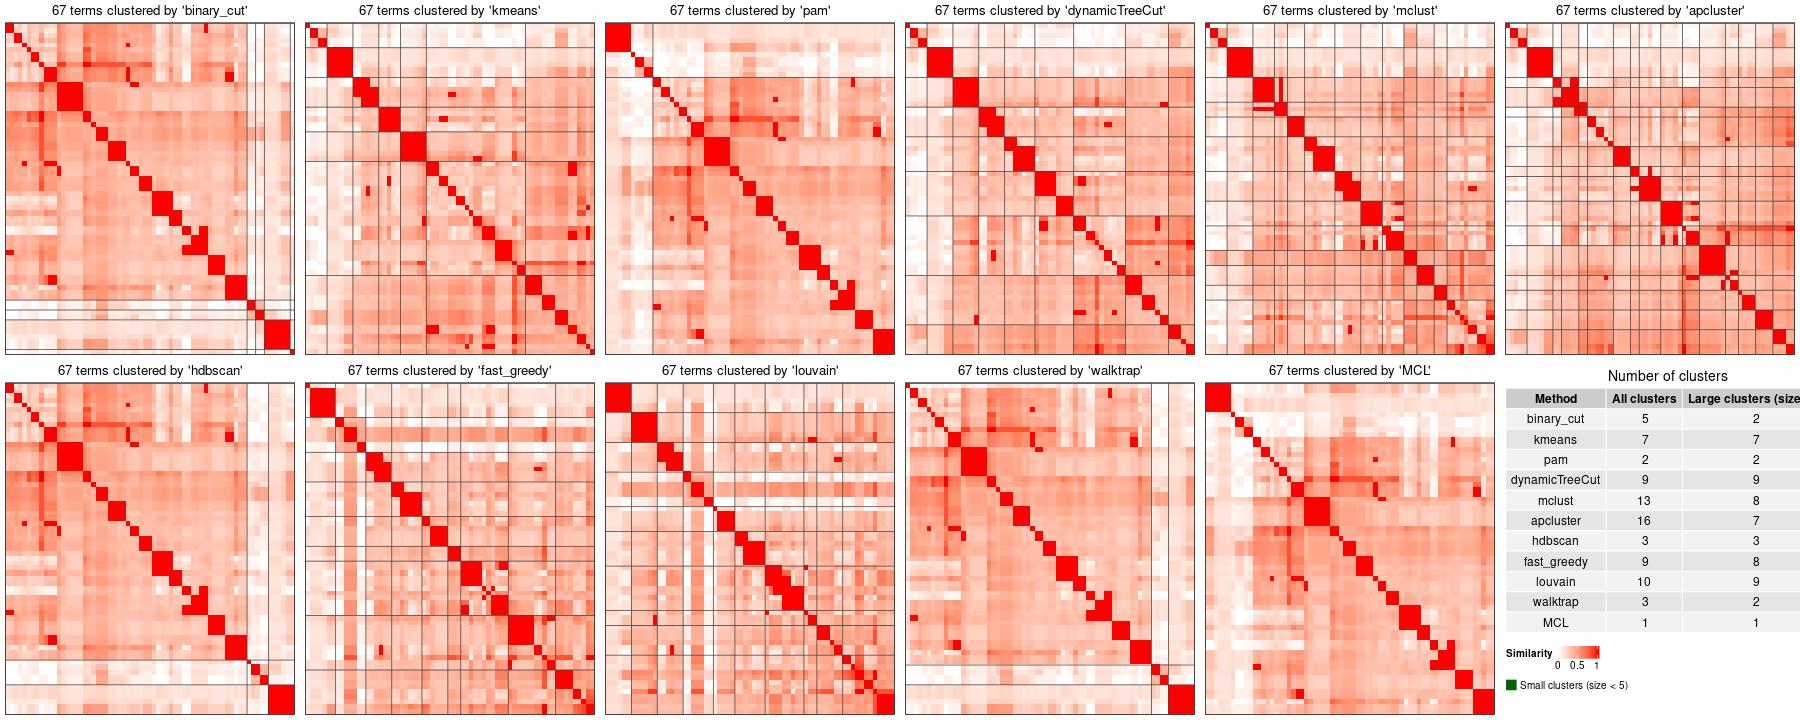 67 terms clustered by 'binary_cut'
67 terms clustered by 'kmeans'
67 terms clustered by 'pam'
67 terms clustered by 'dynamicTreeCut'
67 terms clustered by 'mclust'
67 terms clustered by 'apcluster'
67 terms clustered by 'hdbscan'
67 terms clustered by 'fast_greedy'
67 terms clustered by 'louvain'
67 terms clustered by 'walktrap'
67 terms clustered by 'MCL'
Number of clusters
Method All clusters Large clusters (size
binary_cut 5 2
kmeans 7 7
pam 2 2
dynamicTreeCut 9 9
mclust 13 8
apcluster 16 7
hdbscan 3 3
fast_greedy 9 8
louvain 10 9
walktrap 3 2
MCL 1 1
Similarity
0 0.5 1
Small clusters (size < 5)